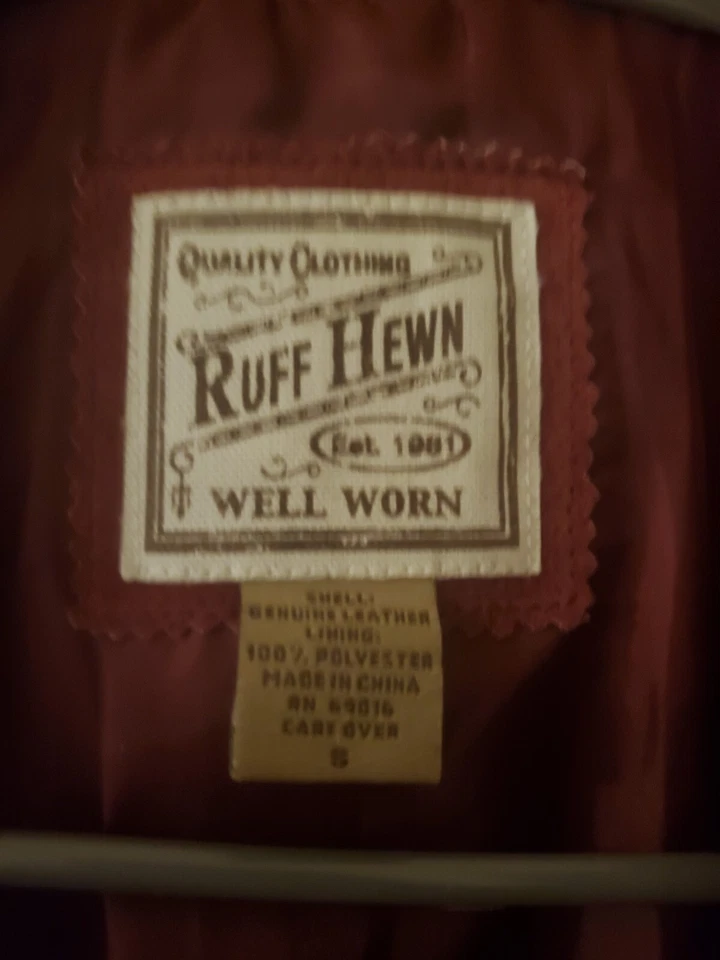 QUALITY CLOTHING
RUFF HEWN
Est. 1981
WELL WORN
SHELL:
GENUINE LEATHER
LINING:
100% POLYESTER
MADE IN CHINA
RN 69016
CARE OVER
S